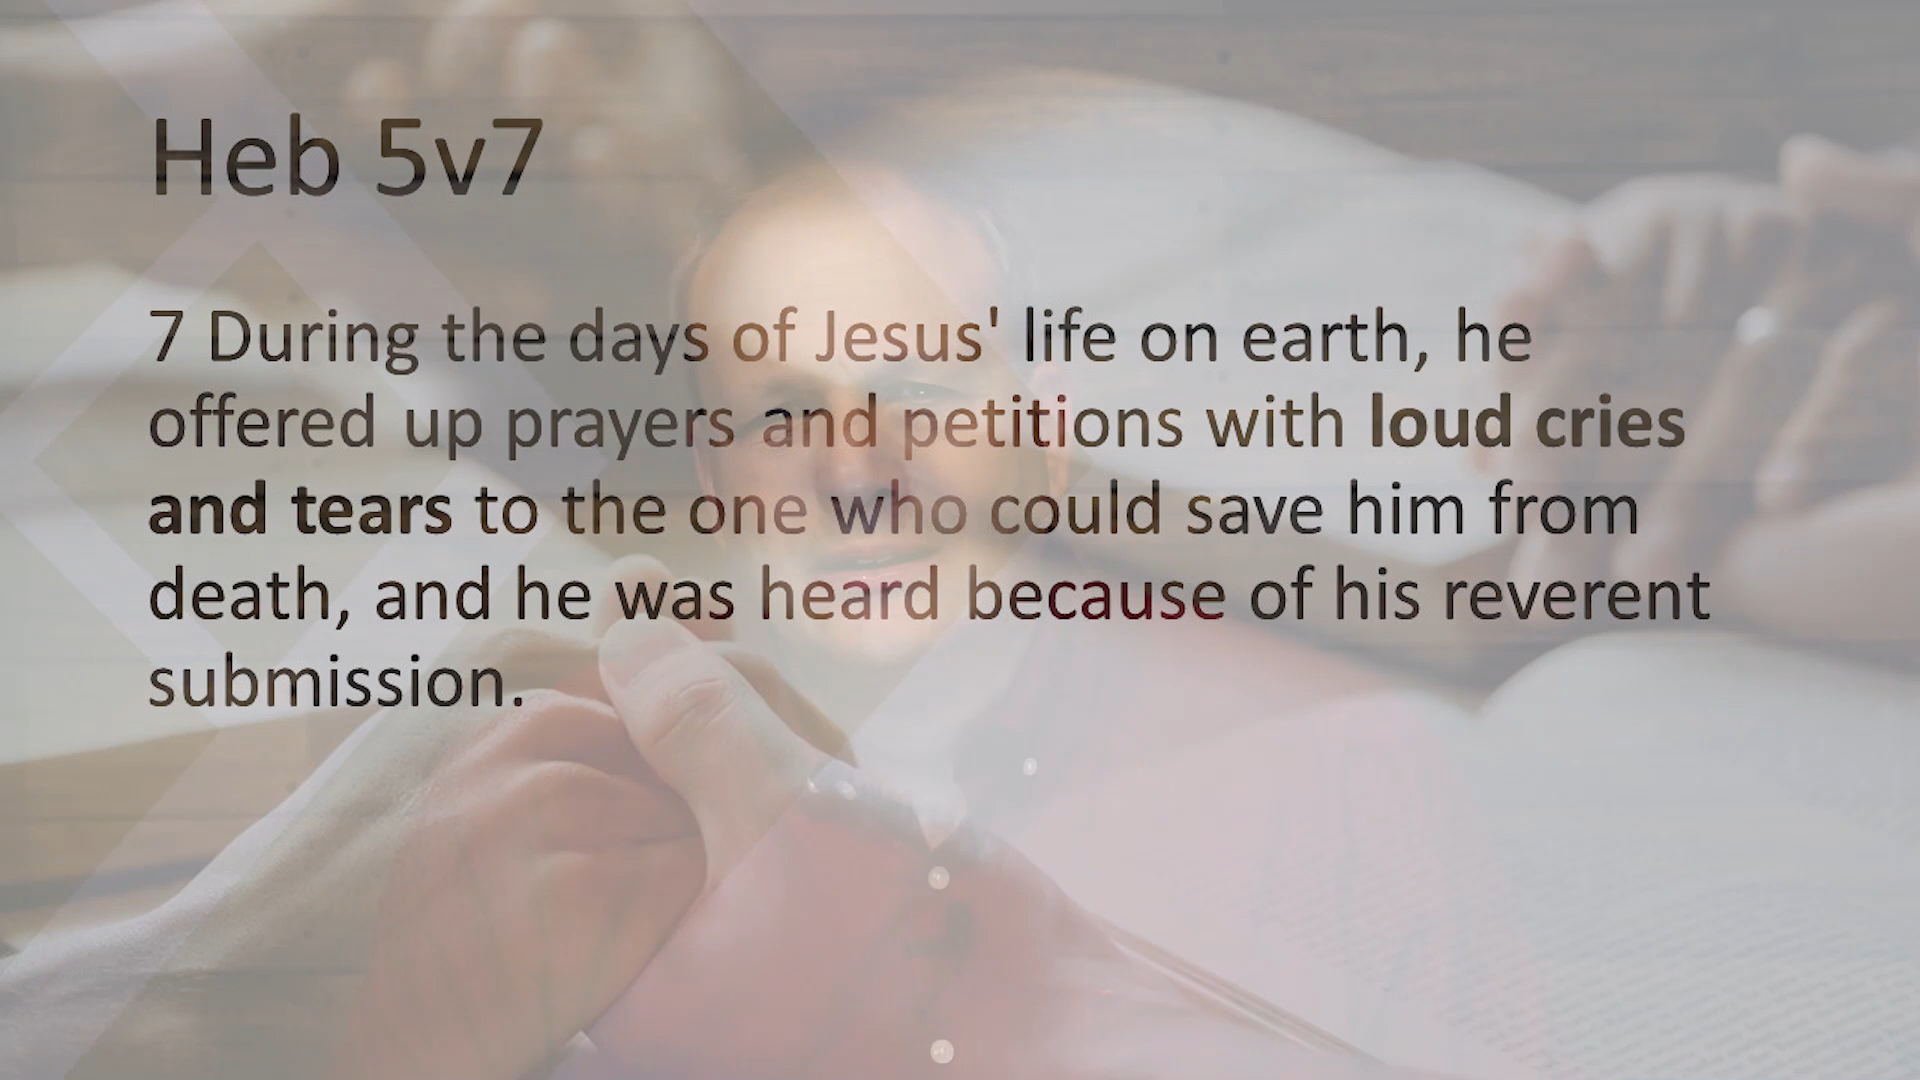 Heb 5v7
7 During the days of Jesus' life on earth, he
offered up prayers and petitions with loud cries
and tears to the one who could save him from
death, and he was heard because of his reverent
submission.